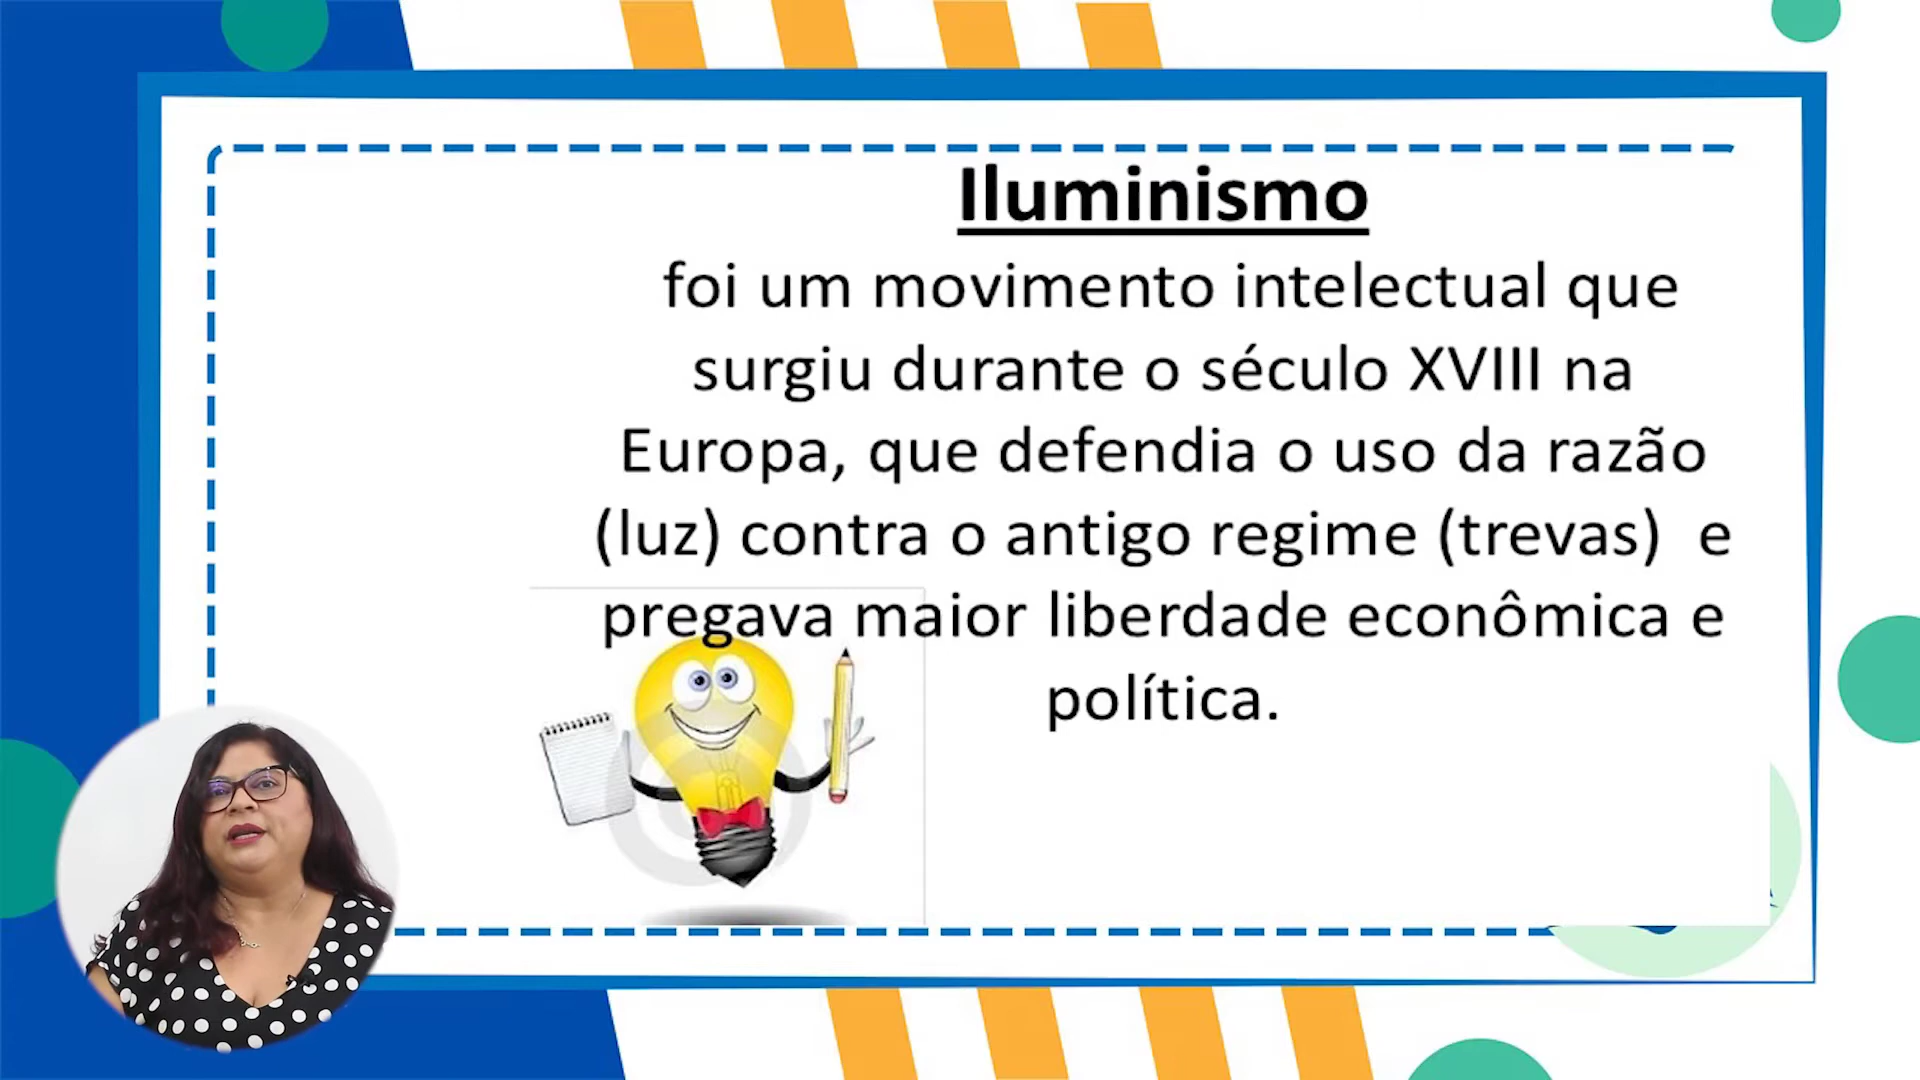 Iluminismo
foi um movimento intelectual que
surgiu durante o século XVIII na
Europa, que defendia o uso da razão
(luz) contra o antigo regime (trevas)  e
pregava maior liberdade econômica e
política.